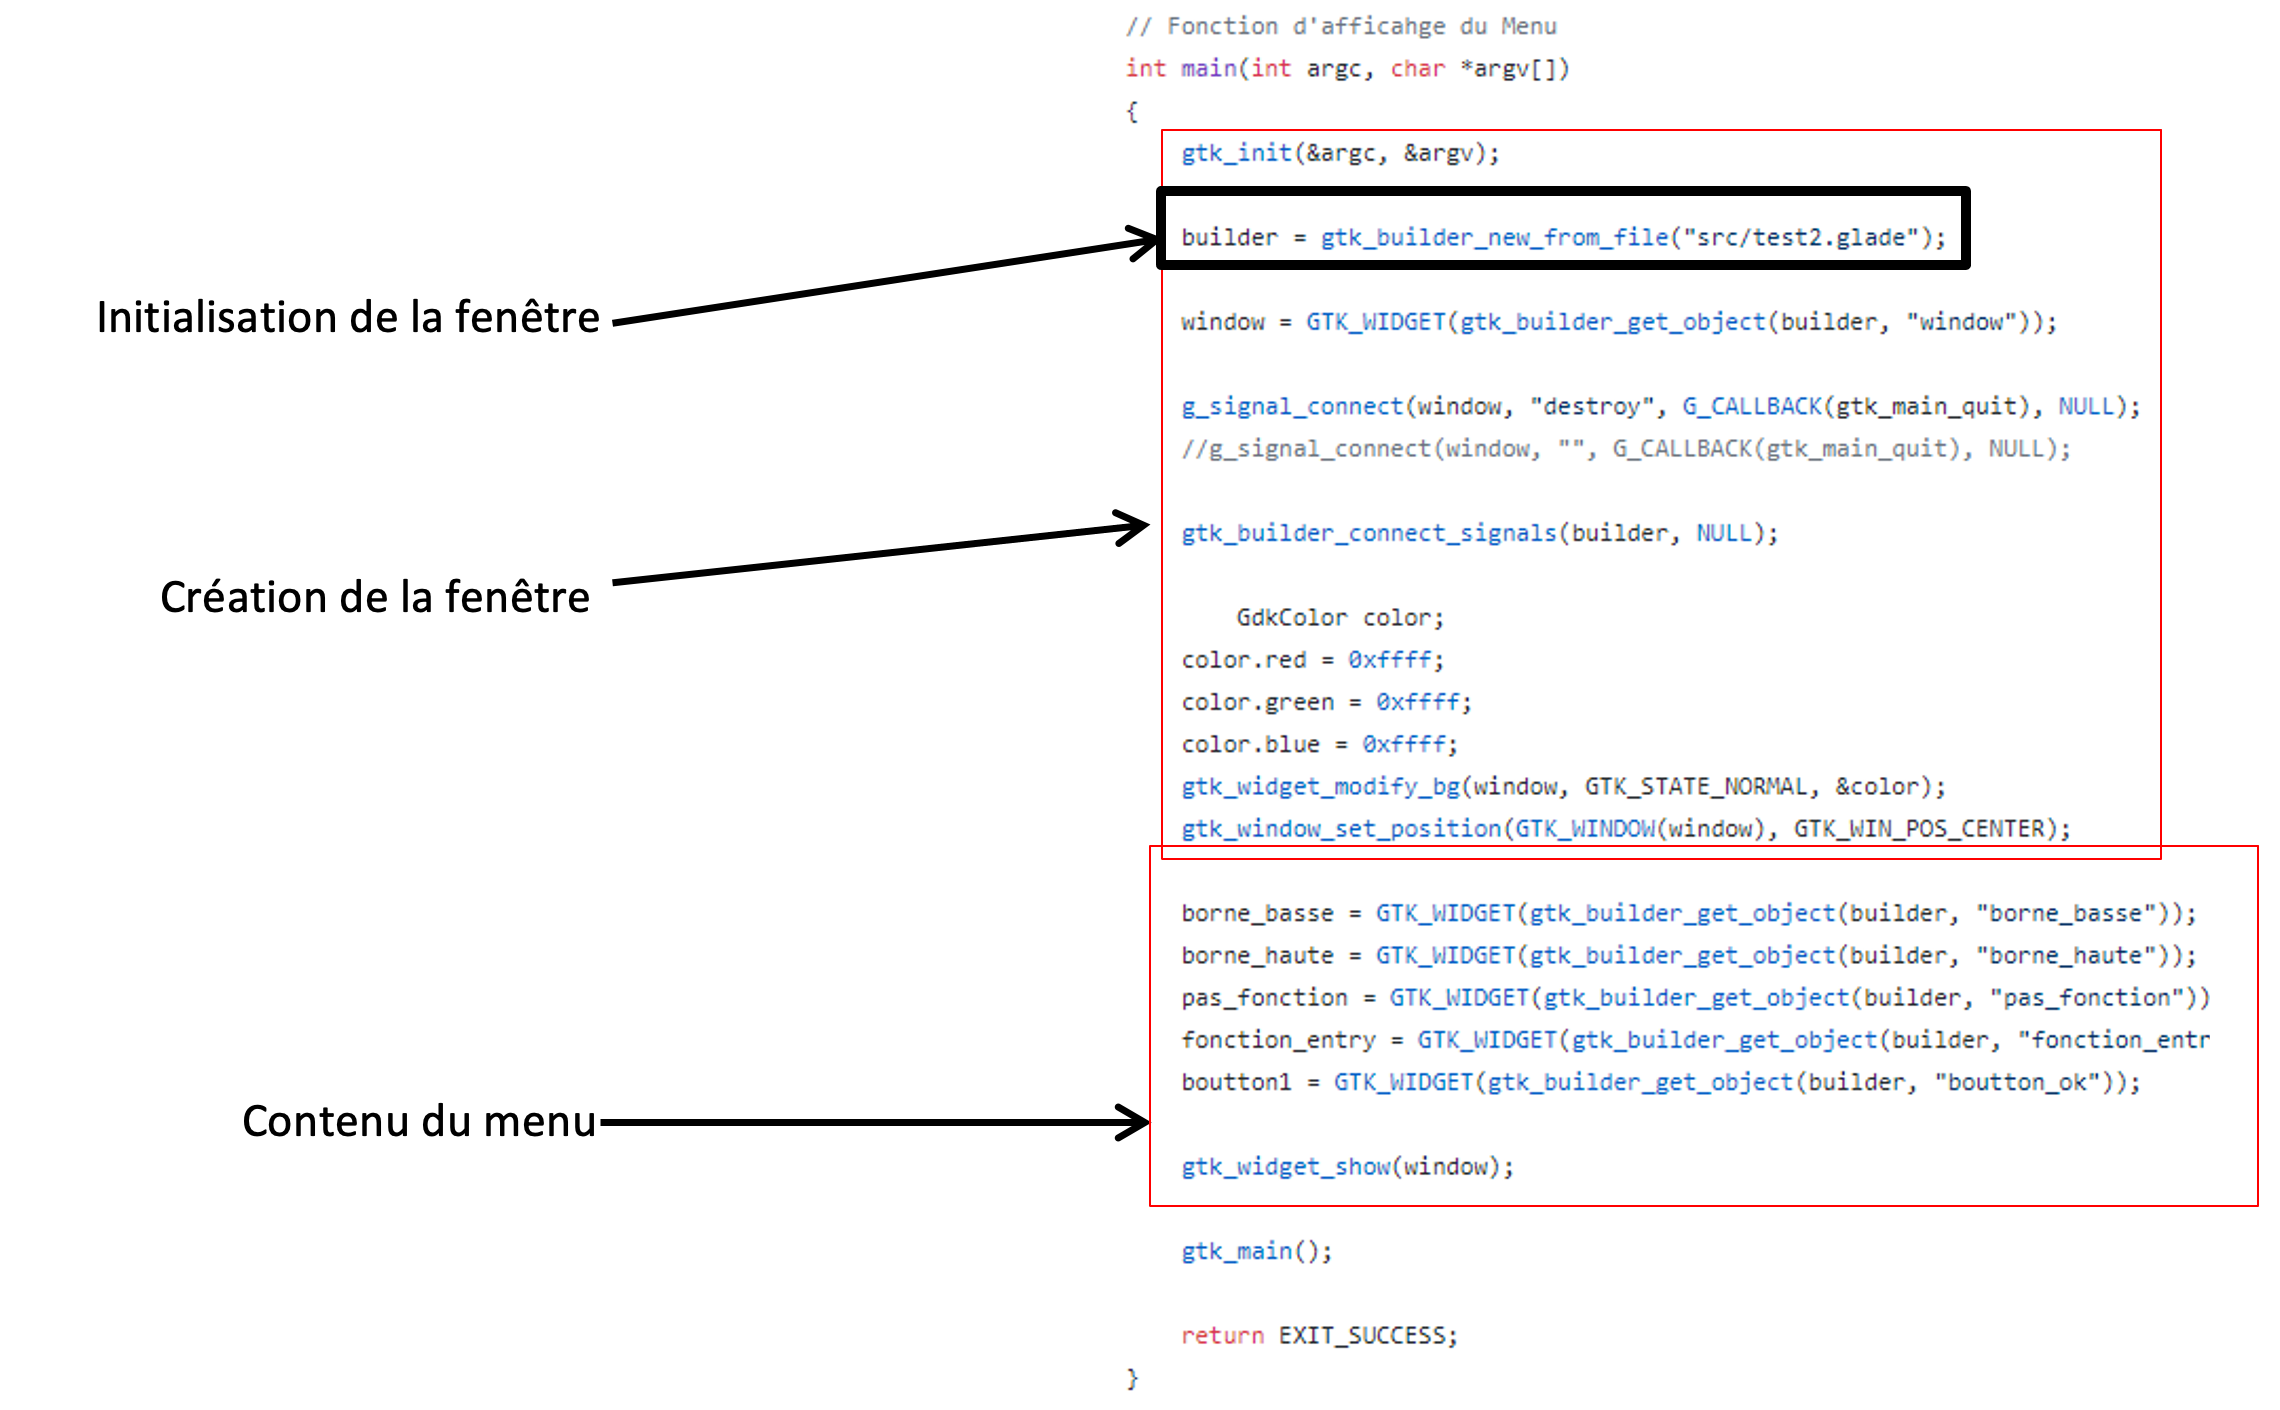 // Fonction d'afficahge du Menu
int main(int argc, char *argv[])
{
gtk_init(&argc, &argv);
builder = gtk_builder_new_from_file("src/test2.glade");
Initialisation de la fenêtre
window = GTK_WIDGET(gtk_builder_get_object(builder, "window"));
g_signal_connect(window, "destroy", G_CALLBACK(gtk_main_quit), NULL);
//g_signal_connect(window, "", G_CALLBACK(gtk_main_quit), NULL);
gtk_builder_connect_signals(builder, NULL);
Création de la fenêtre
GdkColor color;
color.red = 0xffff;
color.green = 0xffff;
color.blue = 0xffff;
gtk_widget_modify_bg(window, GTK_STATE_NORMAL, &color);
gtk_window_set_position(GTK_WINDOW(window), GTK_WIN_POS_CENTER);
borne_basse = GTK_WIDGET(gtk_builder_get_object(builder, "borne_basse"));
borne_haute = GTK_WIDGET(gtk_builder_get_object(builder, "borne_haute"));
pas_fonction = GTK_WIDGET(gtk_builder_get_object(builder, "pas_fonction"))
fonction_entry = GTK_WIDGET(gtk_builder_get_object(builder, "fonction_entr
boutton1 = GTK_WIDGET(gtk_builder_get_object(builder, "boutton_ok"));
Contenu du menu
gtk_widget_show(window);
gtk_main();
return EXIT_SUCCESS;
}